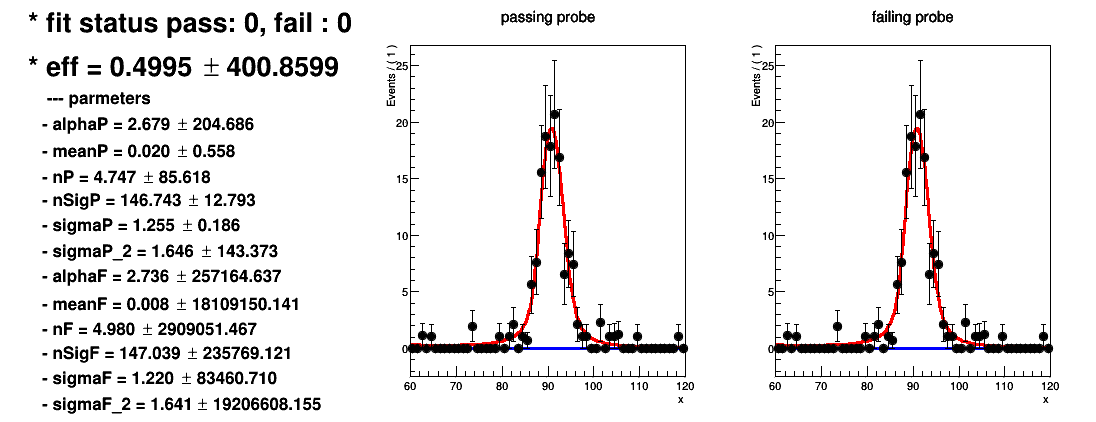 * fit status pass: 0, fail : 0
* eff = 0.4995 ± 400.8599
--- parmeters
- alphaP = 2.679 ± 204.686
- meanP = 0.020 ± 0.558
- nP = 4.747 ± 85.618
- nSigP = 146.743 ± 12.793
- sigmaP = 1.255 ± 0.186
- sigmaP_2 = 1.646 ± 143.373
- alphaF = 2.736 ± 257164.637
- meanF = 0.008 ± 18109150.141
- nF = 4.980 ± 2909051.467
- nSigF = 147.039 ± 235769.121
- sigmaF = 1.220 ± 83460.710
- sigmaF_2 = 1.641 ± 19206608.155
passing probe
Events / ( 1 )
25
20
15
10
5
0
60 70 80 90 100 110 120
x
failing probe
Events / ( 1 )
25
20
15
10
5
0
60 70 80 90 100 110 120
x